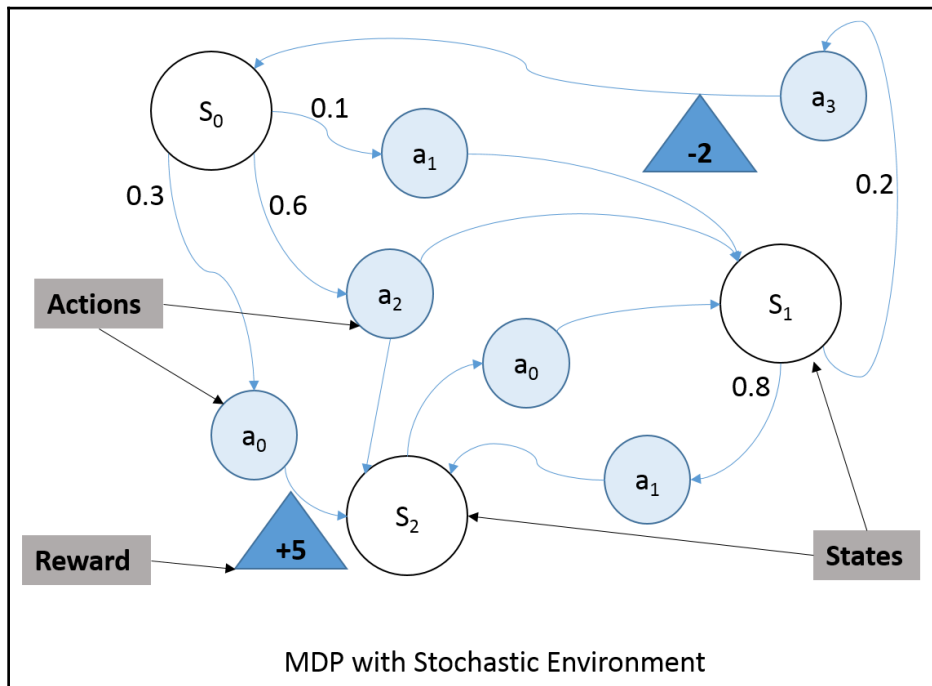 S₀
0.1
a₁
a₃
-2
0.3
0.6
0.2
Actions
a₂
S₁
a₀
0.8
a₀
a₁
S₂
Reward
+5
States
MDP with Stochastic Environment